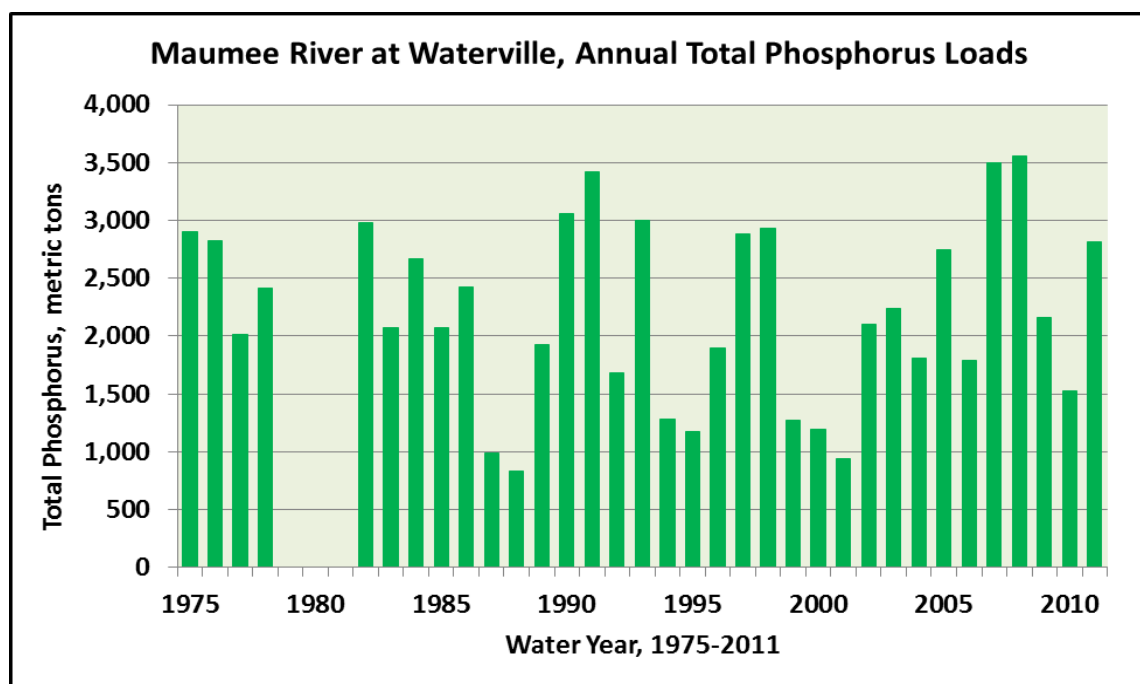 Maumee River at Waterville, Annual Total Phosphorus Loads
Total Phosphorus, metric tons
4,000
3,500
3,000
2,500
2,000
1,500
1,000
500
0
1975 1980 1985 1990 1995 2000 2005 2010
Water Year, 1975-2011